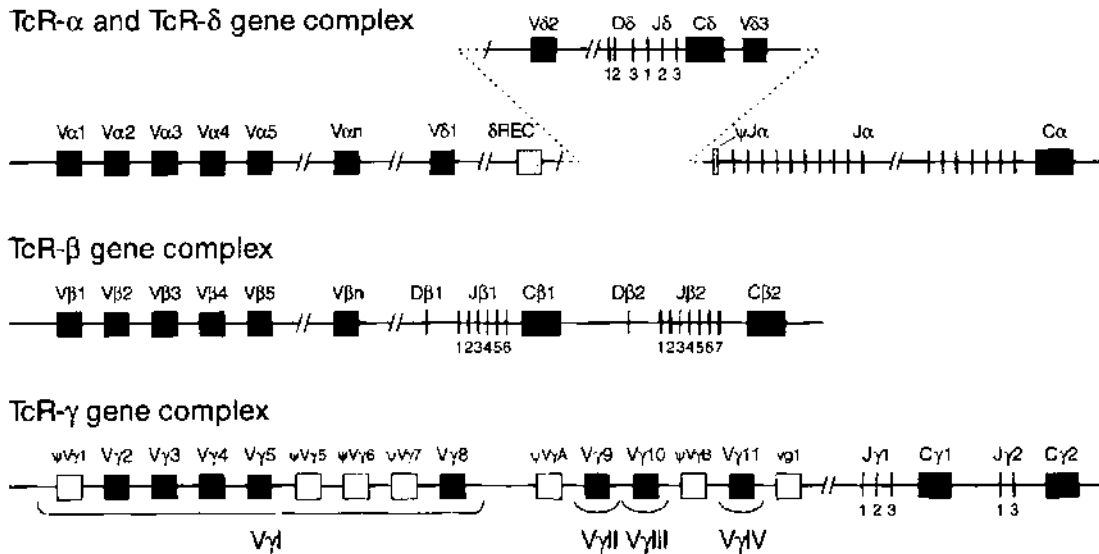 TcR-α and TcR-δ gene complex
Vδ2 Dδ Jδ Cδ Vδ3
12 3 1 2 3
Vα1 Vα2 Vα3 Vα4 Vα5 Vαn Vδ1 δREC ψJα Jα Cα
TcR-β gene complex
Vβ1 Vβ2 Vβ3 Vβ4 Vβ5 Vβn Dβ1 Jβ1 Cβ1 Dβ2 Jβ2 Cβ2
123456 1234567
TcR-γ gene complex
ψVγ1 Vγ2 Vγ3 Vγ4 Vγ5 ψVγ5 ψVγ6 ψVγ7 Vγ8 ψVγA Vγ9 Vγ10 ψVγB Vγ11 vg1 Jγ1 Cγ1 Jγ2 Cγ2
1 2 3 1 3
VγI VγII VγIII VγIV